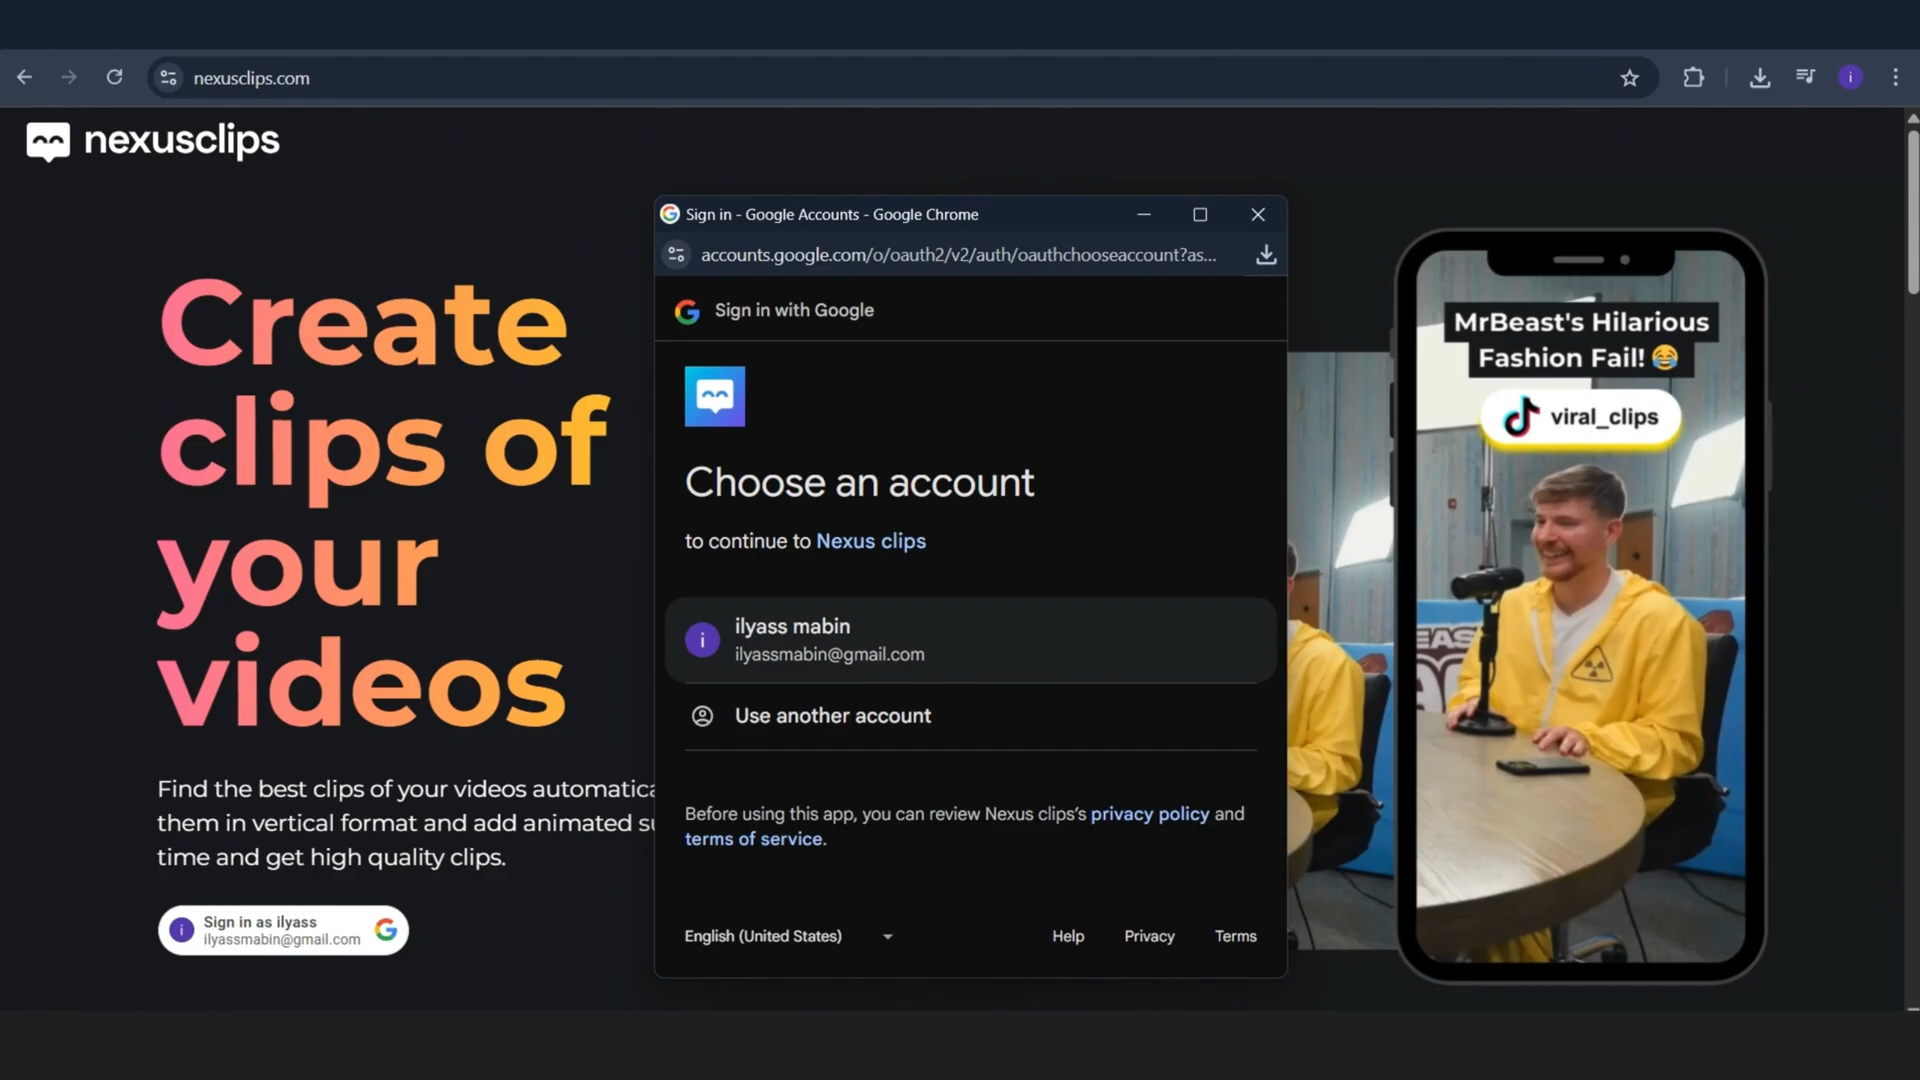 nexusclips.com
i
nexusclips
Create
clips of
your
videos
Find the best clips of your videos automatica
them in vertical format and add animated su
time and get high quality clips.
i
Sign in as ilyass
ilyassmabin@gmail.com
Sign in - Google Accounts - Google Chrome
accounts.google.com/o/oauth2/v2/auth/oauthchooseaccount?as...
Sign in with Google
Choose an account
to continue to Nexus clips
i
ilyass mabin
ilyassmabin@gmail.com
Use another account
Before using this app, you can review Nexus clips's privacy policy and
terms of service.
English (United States)
Help
Privacy
Terms
MrBeast's Hilarious
Fashion Fail! 😂
viral_clips